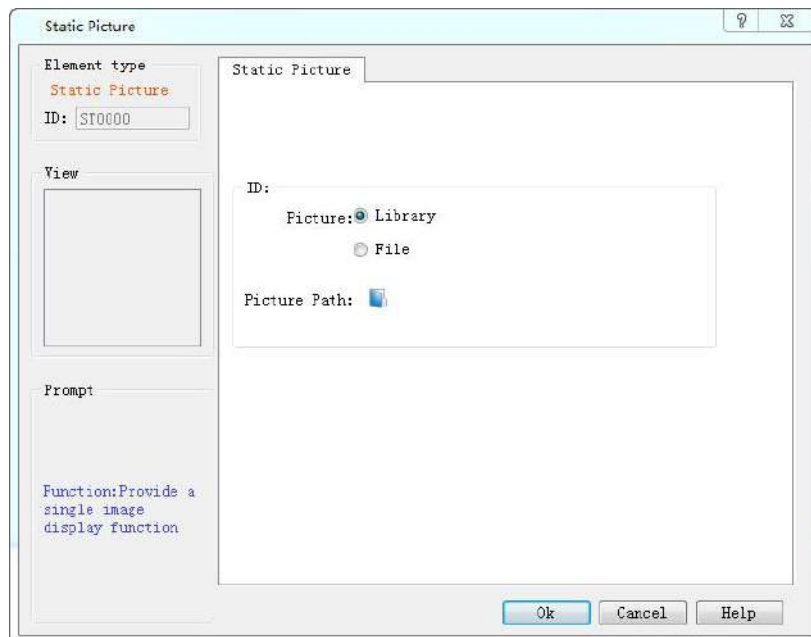 Static Picture
Element type
Static Picture
ID: ST0000
View
Prompt
Function:Provide a
single image
display function
Static Picture
ID:
Picture: Library
File
Picture Path:
Ok Cancel Help